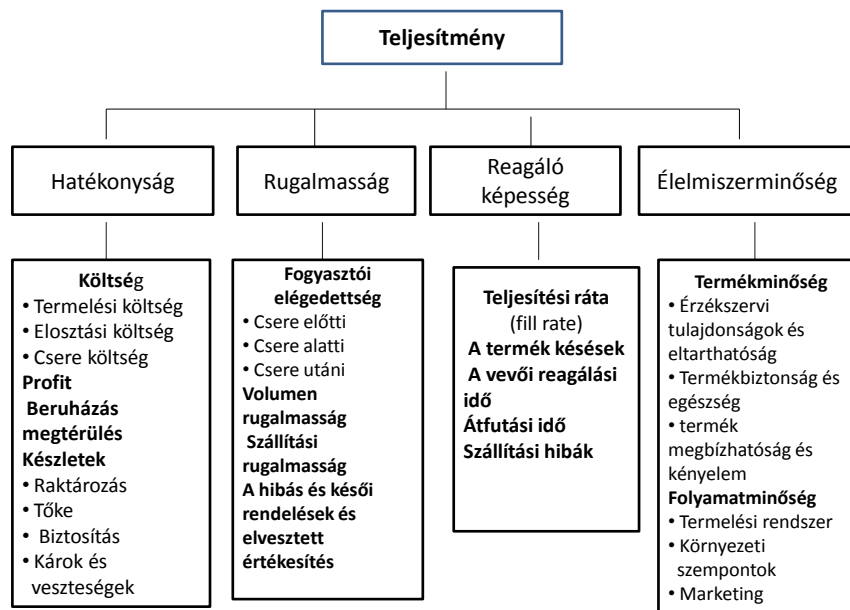 Teljesítmény
Hatékonyság
Rugalmasság
Reagáló
képesség
Élelmiszerminőség
Költség
• Termelési költség
• Elosztási költség
• Csere költség
Profit
Beruházás
megtérülés
Készletek
• Raktározás
• Tőke
• Biztosítás
• Károk és
veszteségek
Fogyasztói
elégedettség
• Csere előtti
• Csere alatti
• Csere utáni
Volumen
rugalmasság
Szállítási
rugalmasság
A hibás és késői
rendelések és
elvesztett
értékesítés
Teljesítési ráta
(fill rate)
A termék késések
A vevői reagálási
idő
Átfutási idő
Szállítási hibák
Termékminőség
• Érzékszervi
tulajdonságok és
eltarthatóság
• Termékbiztonság és
egészség
• termék
megbízhatóság és
kényelem
Folyamatminőség
• Termelési rendszer
• Környezeti
szempontok
• Marketing